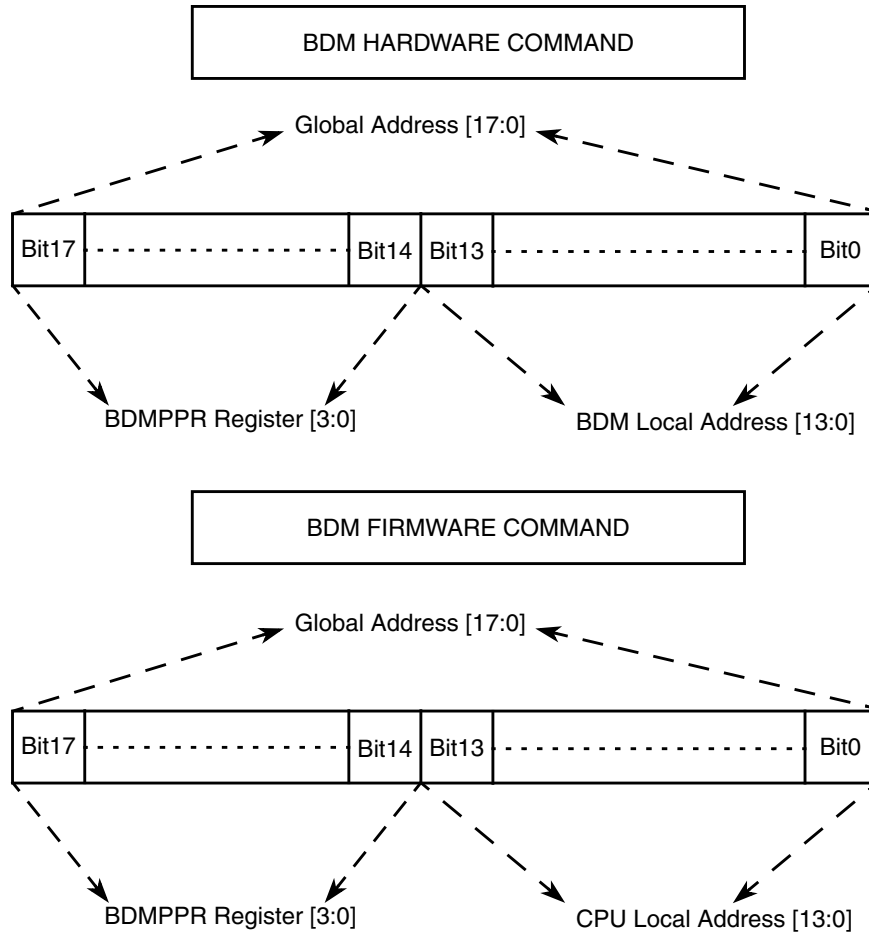 BDM HARDWARE COMMAND
Global Address [17:0]
Bit17 Bit14 Bit13 Bit0
BDMPPR Register [3:0] BDM Local Address [13:0]
BDM FIRMWARE COMMAND
Global Address [17:0]
Bit17 Bit14 Bit13 Bit0
BDMPPR Register [3:0] CPU Local Address [13:0]